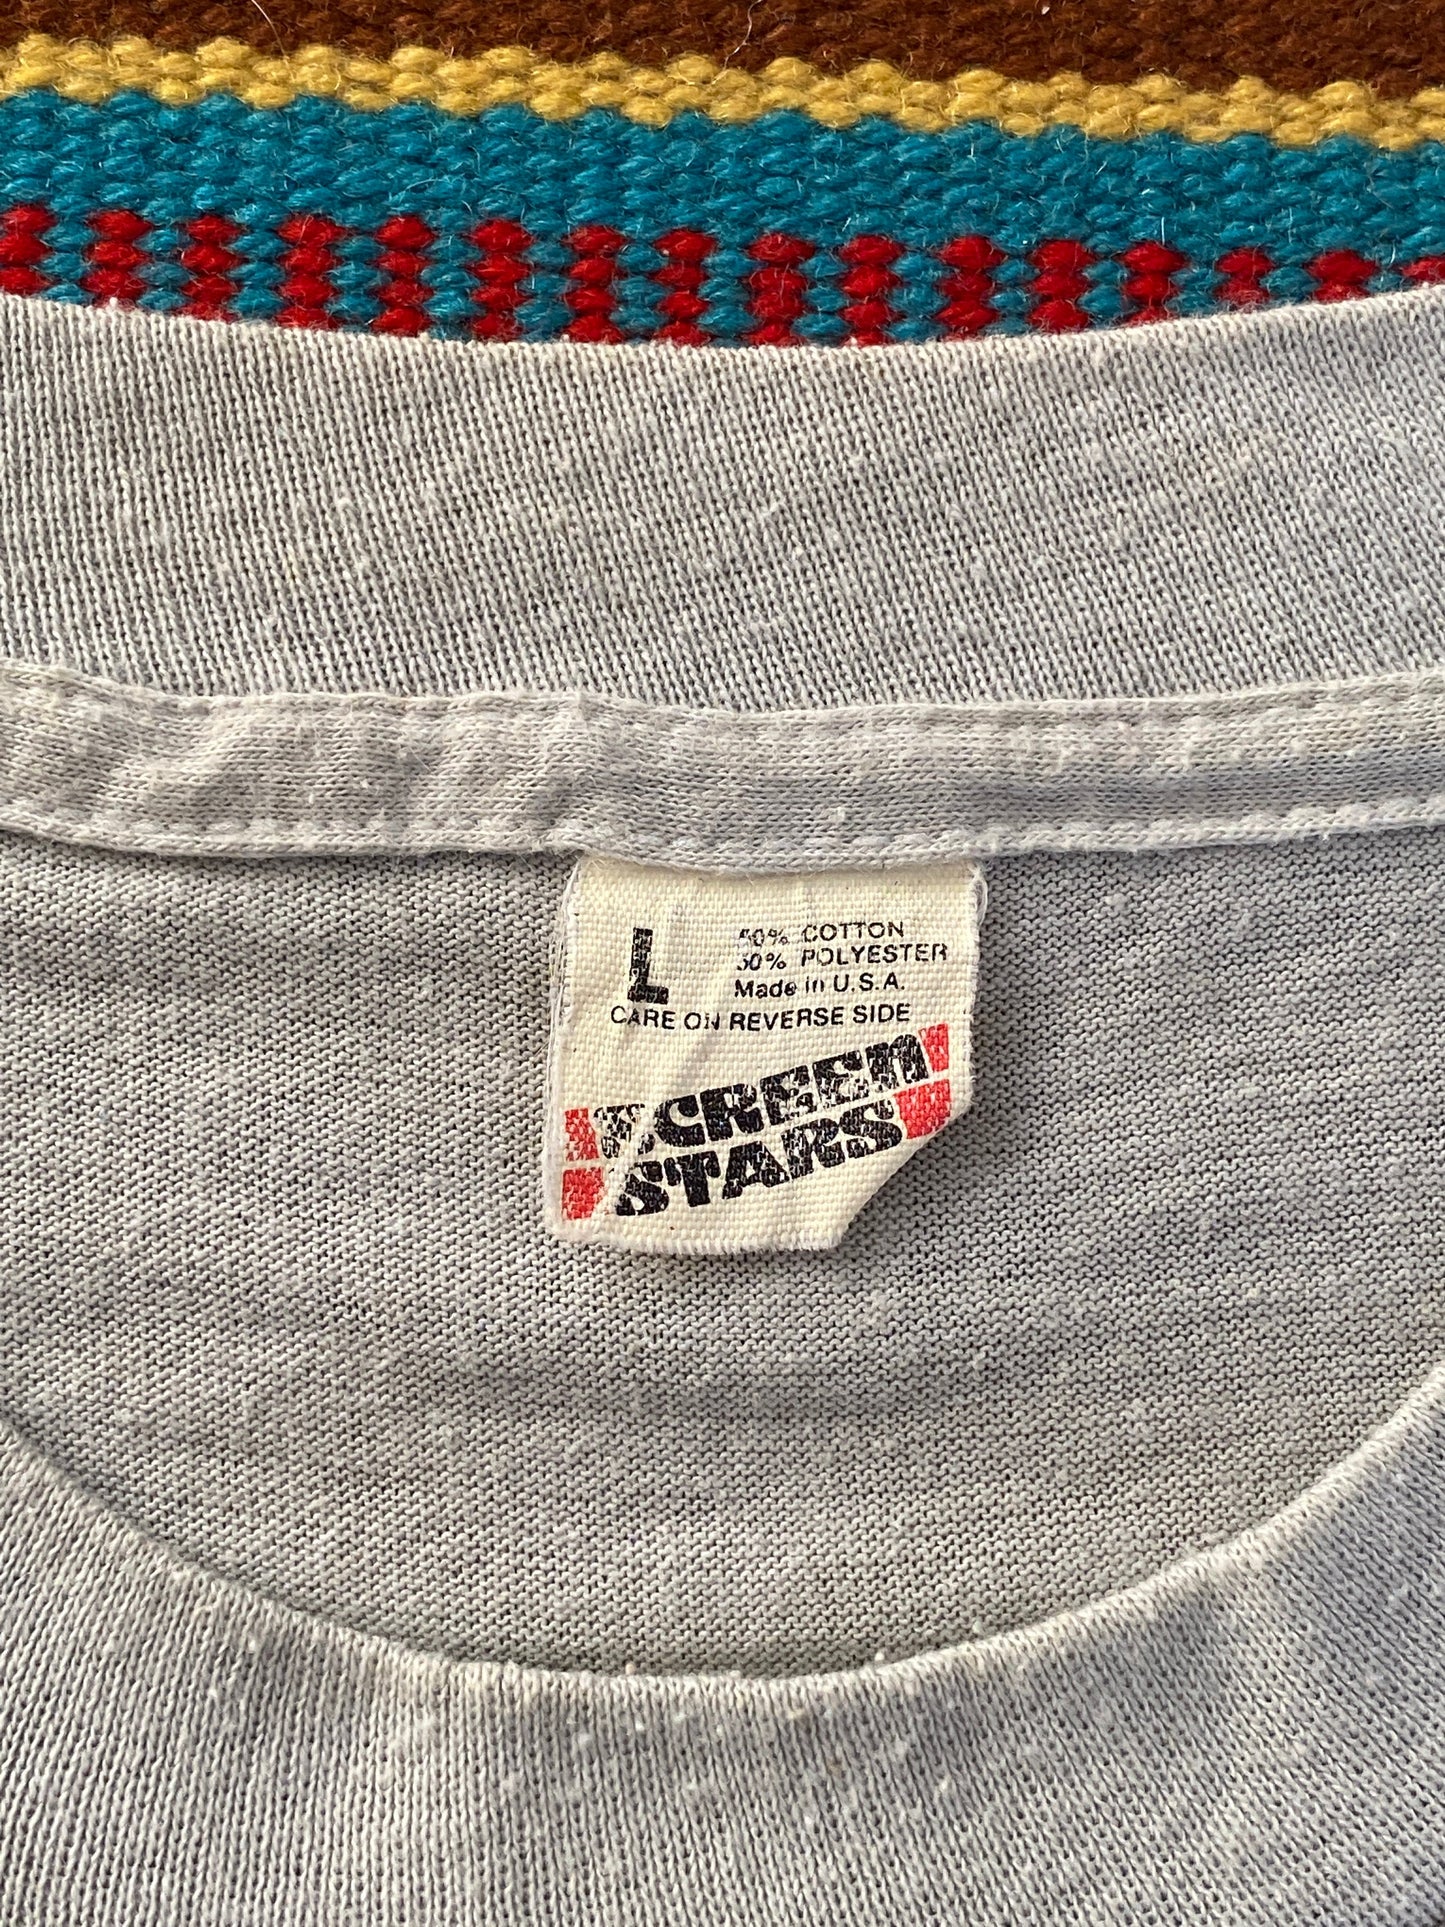 L
50% COTTON
50% POLYESTER
Made in U.S.A.
CARE ON REVERSE SIDE
SCREEN
STARS